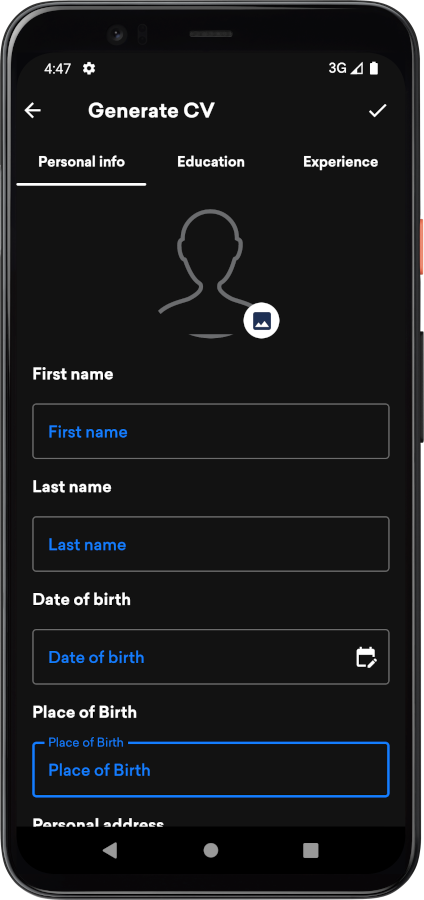 4:47 3G
Generate CV
Personal info Education Experience
First name
First name
Last name
Last name
Date of birth
Date of birth
Place of Birth
Place of Birth
Place of Birth
Personal address